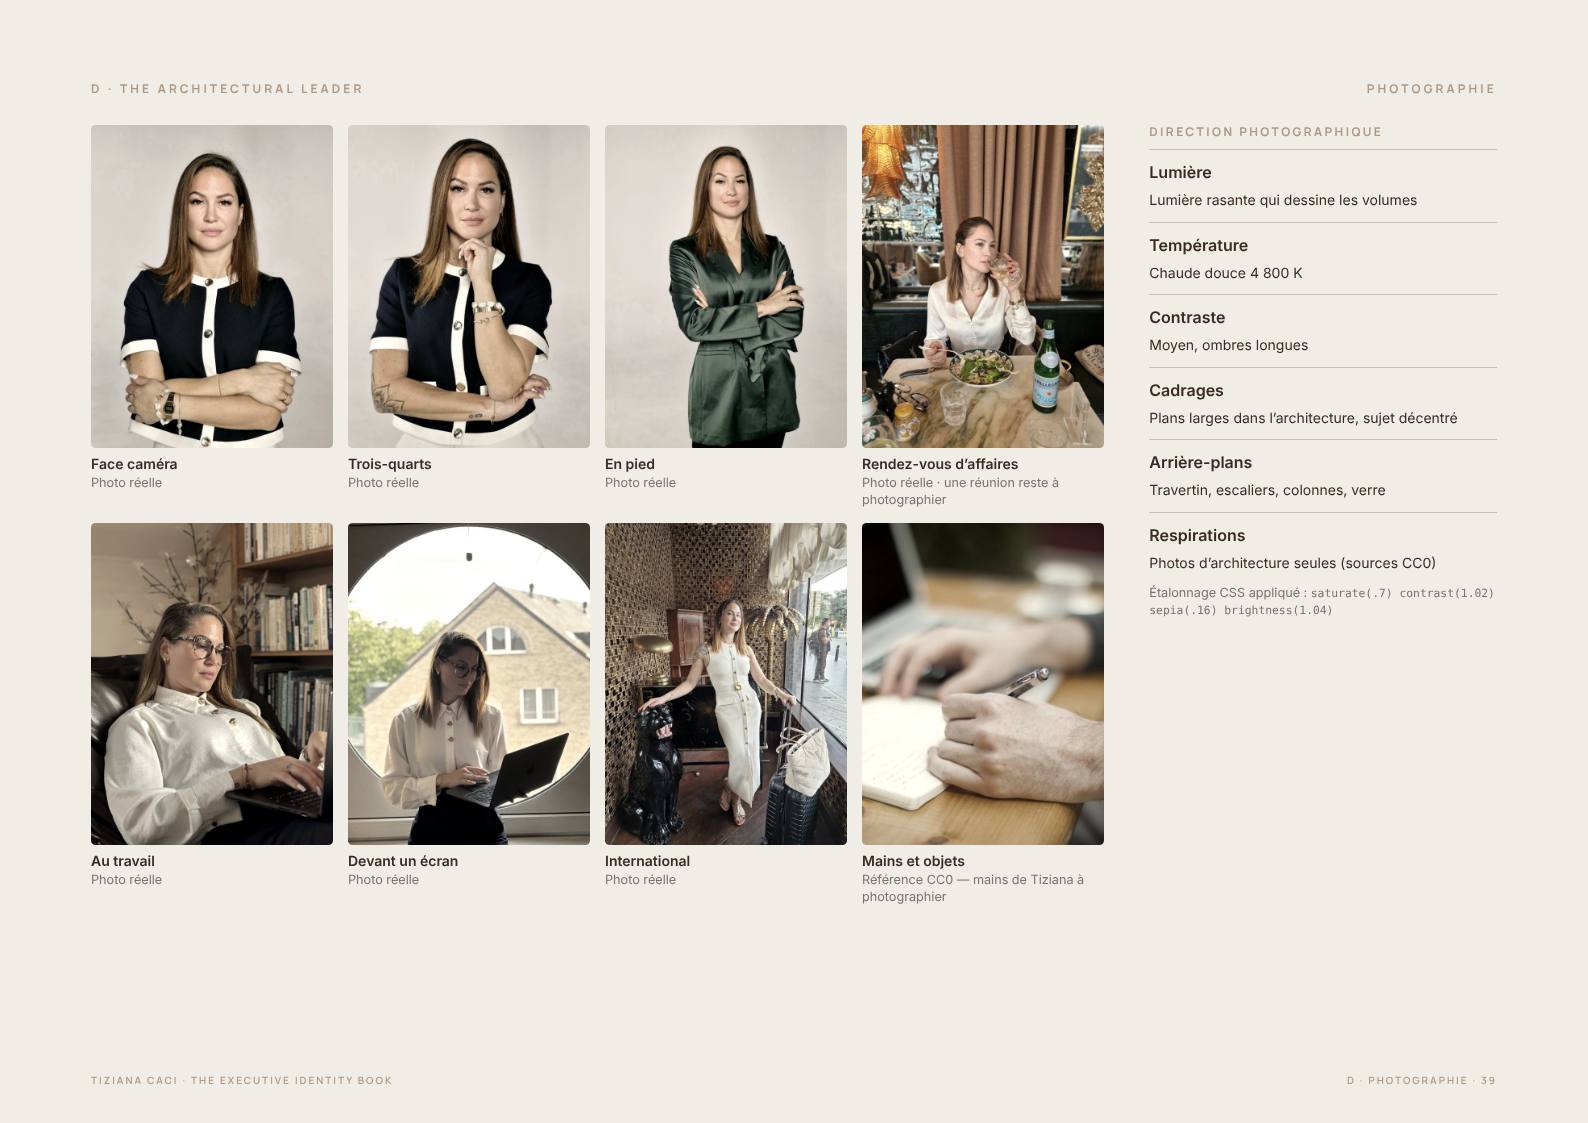 D · THE ARCHITECTURAL LEADER
PHOTOGRAPHIE
Face caméra
Photo réelle
Trois-quarts
Photo réelle
En pied
Photo réelle
Rendez-vous d’affaires
Photo réelle · une réunion reste à
photographier
Au travail
Photo réelle
Devant un écran
Photo réelle
International
Photo réelle
Mains et objets
Référence CC0 — mains de Tiziana à
photographier
DIRECTION PHOTOGRAPHIQUE
Lumière
Lumière rasante qui dessine les volumes
Température
Chaude douce 4 800 K
Contraste
Moyen, ombres longues
Cadrages
Plans larges dans l’architecture, sujet décentré
Arrière-plans
Travertin, escaliers, colonnes, verre
Respirations
Photos d’architecture seules (sources CC0)
Étalonnage CSS appliqué : saturate(.7) contrast(1.02)
sepia(.16) brightness(1.04)
TIZIANA CACI · THE EXECUTIVE IDENTITY BOOK
D · PHOTOGRAPHIE · 39